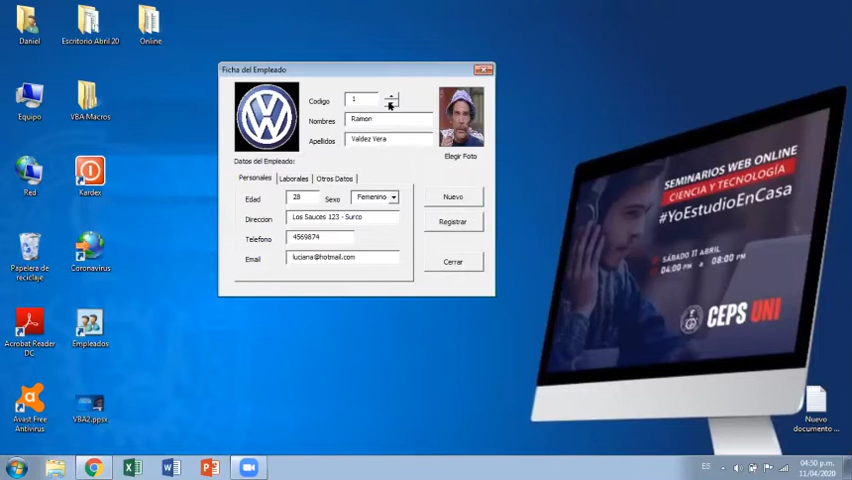 Daniel
Escritorio Abril 20
Online
Equipo
VBA Macros
Red
Kardex
Papelera de
reciclaje
Coronavirus
Acrobat Reader
DC
Empleados
Avast Free
Antivirus
VBA2.ppsx
Ficha del Empleado
Codigo 1
Nombres Ramon
Apellidos Valdez Vera
Elegir Foto
Datos del Empleado:
Personales Laborales Otros Datos
Edad 28 Sexo Femenino
Direccion Los Sauces 123 - Surco
Telefono 4569874
Email luciana@hotmail.com
Nuevo
Registrar
Cerrar
SEMINARIOS WEB ONLINE
CIENCIA Y TECNOLOGÍA
#YoEstudioEnCasa
SÁBADO 11 ABRIL
04:00 PM a 08:00 PM
CEPS UNI
Nuevo
documento ...
ES
04:50 p.m.
11/04/2020